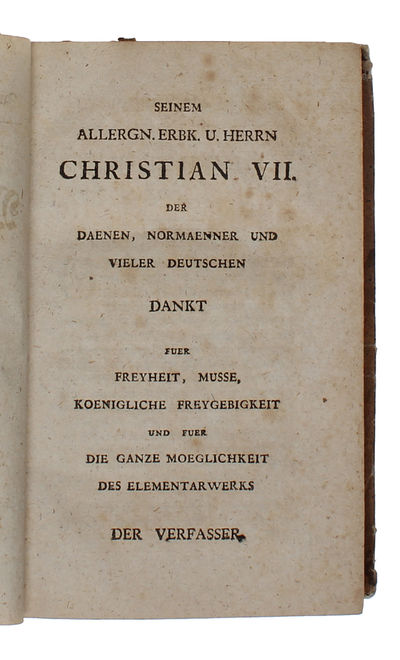 SEINEM
ALLERGN. ERBK. U. HERRN
CHRISTIAN VII.
DER
DAENEN, NORMAENNER UND
VIELER DEUTSCHEN
DANKT
FUER
FREYHEIT, MUSSE,
KOENIGLICHE FREYGEBIGKEIT
UND FUER
DIE GANZE MOEGLICHKEIT
DES ELEMENTARWERKS
DER VERFASSER.